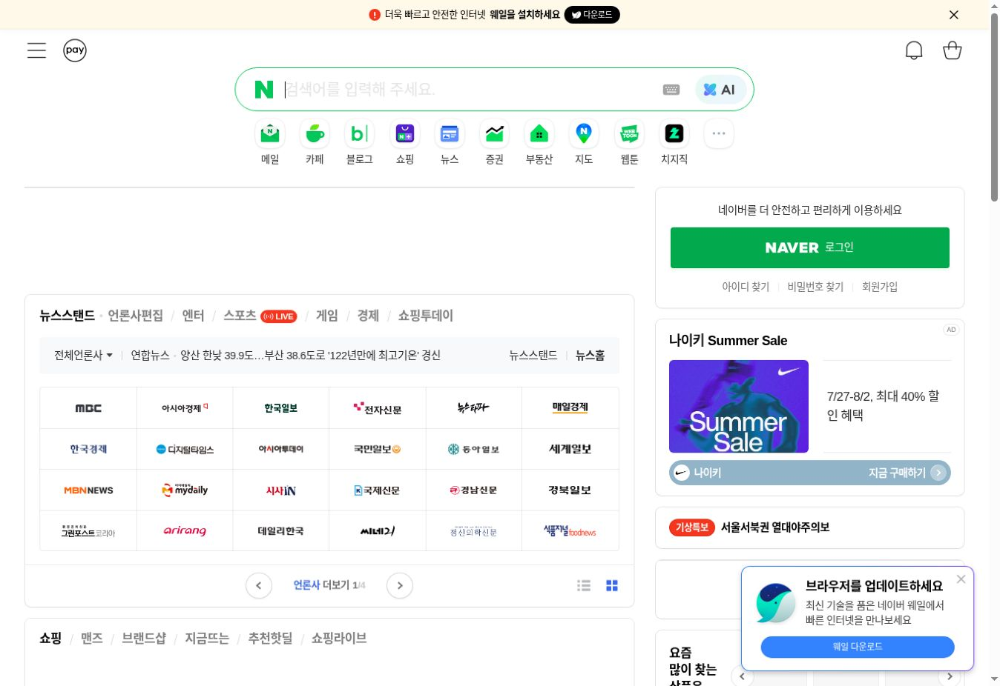 더욱 빠르고 안전한 인터넷 웨일을 설치하세요 다운로드
pay
N 검색어를 입력해 주세요. AI
메일 카페 블로그 쇼핑 뉴스 증권 부동산 지도 웹툰 치지직
네이버를 더 안전하고 편리하게 이용하세요
NAVER 로그인
아이디 찾기 비밀번호 찾기 회원가입
뉴스스탠드 · 언론사편집 / 엔터 / 스포츠 LIVE / 게임 / 경제 / 쇼핑투데이
전체언론사 연합뉴스 · 양산 한낮 39.9도…부산 38.6도로 '122년만에 최고기온' 경신 뉴스스탠드 뉴스홈
MBC 아시아경제 한국일보 전자신문 뉴스타파 매일경제
한국경제 디지털타임스 아시아투데이 국민일보 동아일보 세계일보
MBN NEWS 마이데일리 mydaily 시사IN 국제신문 경남신문 경북일보
그린포스트코리아 arirang 데일리한국 씨네21 정신의학신문 식품저널 foodnews
언론사 더보기 1/4
AD
나이키 Summer Sale
Summer
Sale
7/27-8/2, 최대 40% 할
인 혜택
나이키 지금 구매하기
기상특보 서울서북권 열대야주의보
쇼핑 / 맨즈 / 브랜드샵 / 지금뜨는 / 추천핫딜 / 쇼핑라이브
브라우저를 업데이트하세요
최신 기술을 품은 네이버 웨일에서
빠른 인터넷을 만나보세요
웨일 다운로드
요즘
많이 찾는
상품은